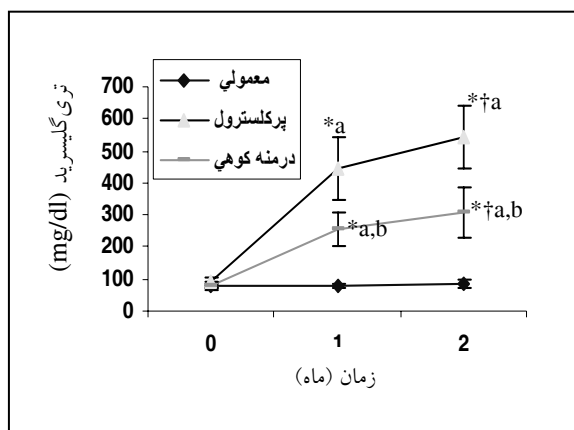 تری گلیسرید (mg/dl)
700
600
500
400
300
200
100
0
معمولي
پركلسترول
درمنه كوهي
*a
*†a
*a,b
*†a,b
0 1 2
زمان (ماه)